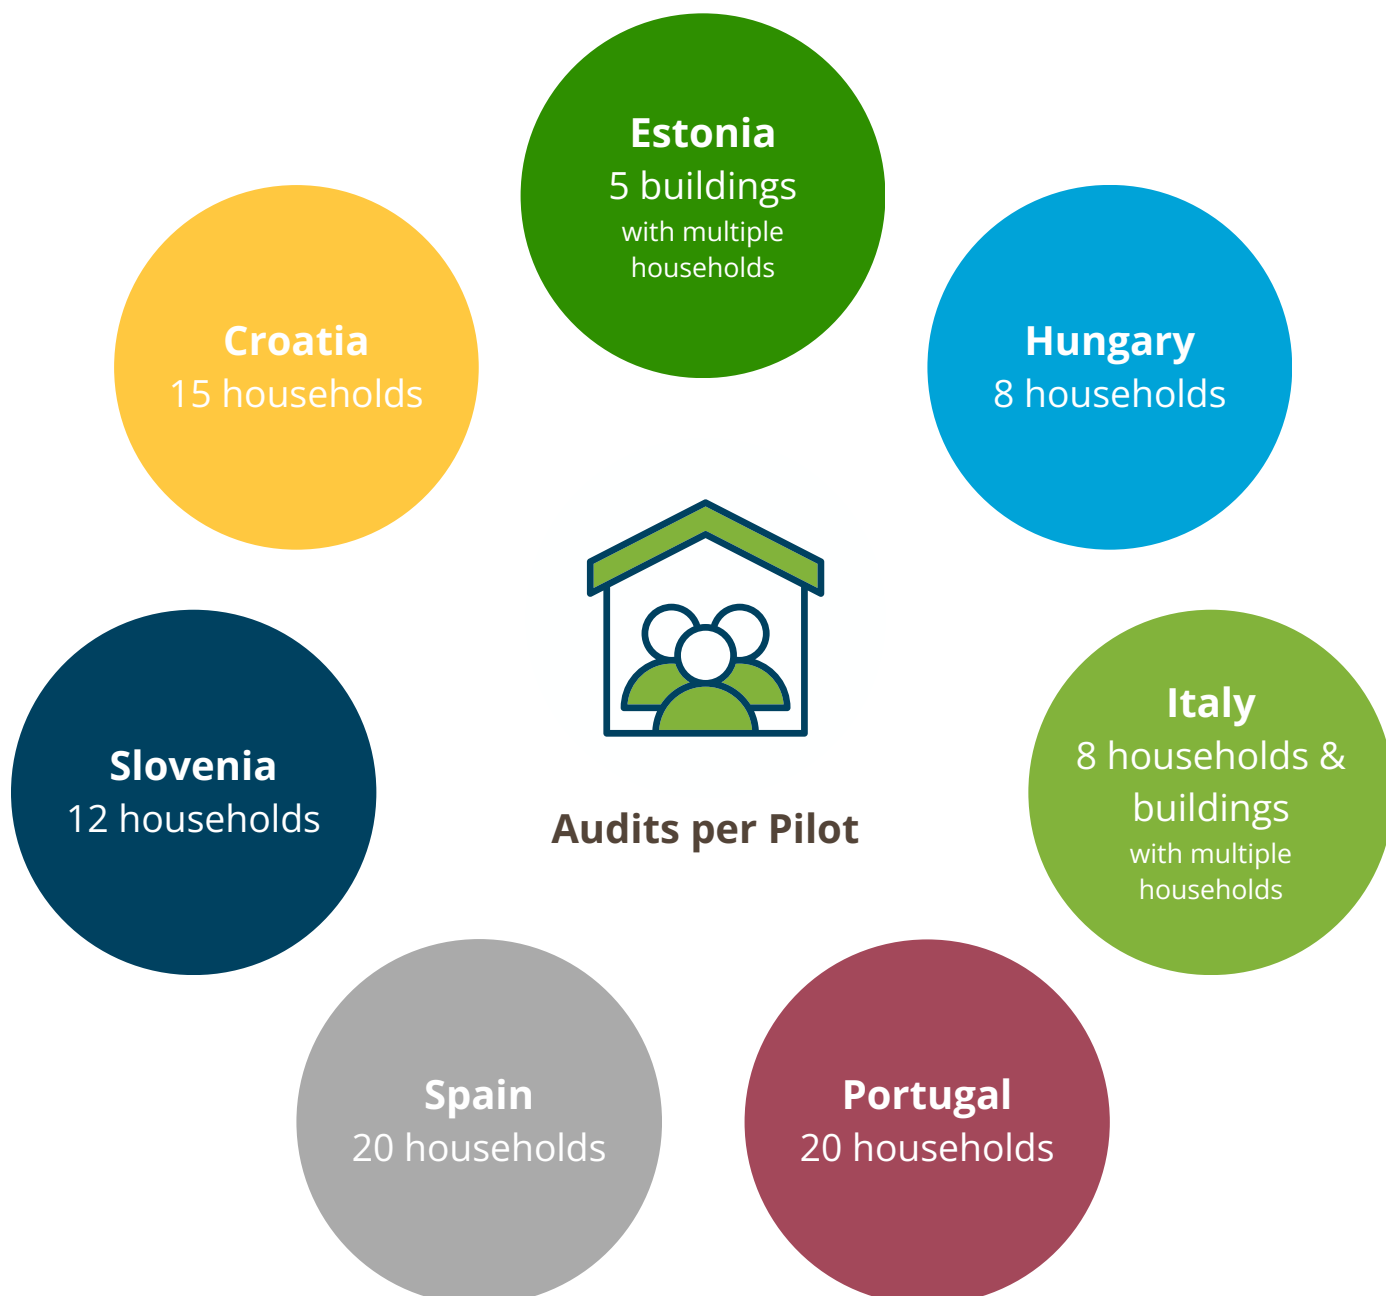 Estonia
5 buildings
with multiple
households
Croatia
15 households
Hungary
8 households
Italy
8 households &
buildings
with multiple
households
Slovenia
12 households
Audits per Pilot
Spain
20 households
Portugal
20 households